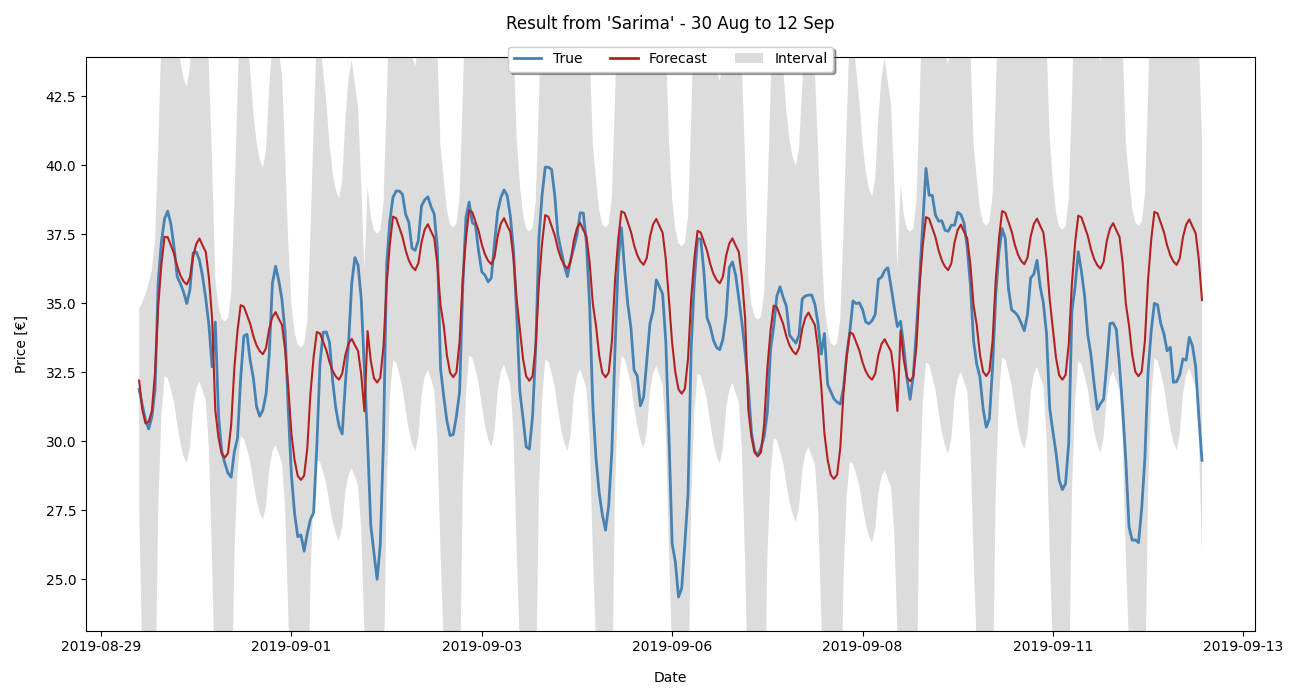 Result from 'Sarima' - 30 Aug to 12 Sep
True Forecast Interval
42.5
40.0
37.5
35.0
32.5
30.0
27.5
25.0
Price [€]
2019-08-29 2019-09-01 2019-09-03 2019-09-06 2019-09-08 2019-09-11 2019-09-13
Date